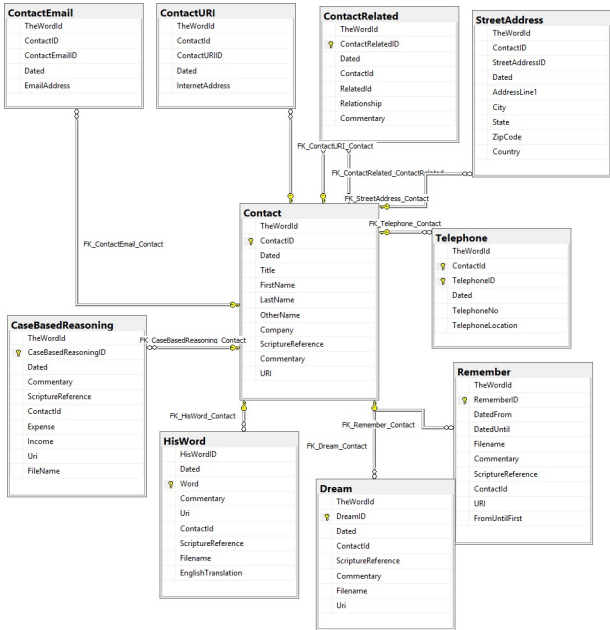 ContactEmail
TheWordId
ContactID
ContactEmailID
Dated
EmailAddress
ContactURI
TheWordId
ContactId
ContactURIID
Dated
InternetAddress
ContactRelated
TheWordId
ContactRelatedID
Dated
ContactId
RelatedId
Relationship
Commentary
StreetAddress
TheWordId
ContactID
StreetAddressID
Dated
AddressLine1
City
State
ZipCode
Country
FK_ContactURI_Contact
FK_ContactRelated_ContactRelated
FK_StreetAddress_Contact
FK_Telephone_Contact
FK_ContactEmail_Contact
Contact
TheWordId
ContactID
Dated
Title
FirstName
LastName
OtherName
Company
ScriptureReference
Commentary
URI
Telephone
TheWordId
ContactId
TelephoneID
Dated
TelephoneNo
TelephoneLocation
CaseBasedReasoning
TheWordId
CaseBasedReasoningID
Dated
Commentary
ScriptureReference
ContactId
Expense
Income
Uri
FileName
FK_CaseBasedReasoning_Contact
FK_HisWord_Contact
FK_Remember_Contact
FK_Dream_Contact
Remember
TheWordId
RememberID
DatedFrom
DatedUntil
Filename
Commentary
ScriptureReference
ContactId
URI
FromUntilFirst
HisWord
HisWordID
Dated
Word
Commentary
Uri
ContactId
ScriptureReference
Filename
EnglishTranslation
Dream
TheWordId
DreamID
Dated
ContactId
ScriptureReference
Commentary
Filename
Uri